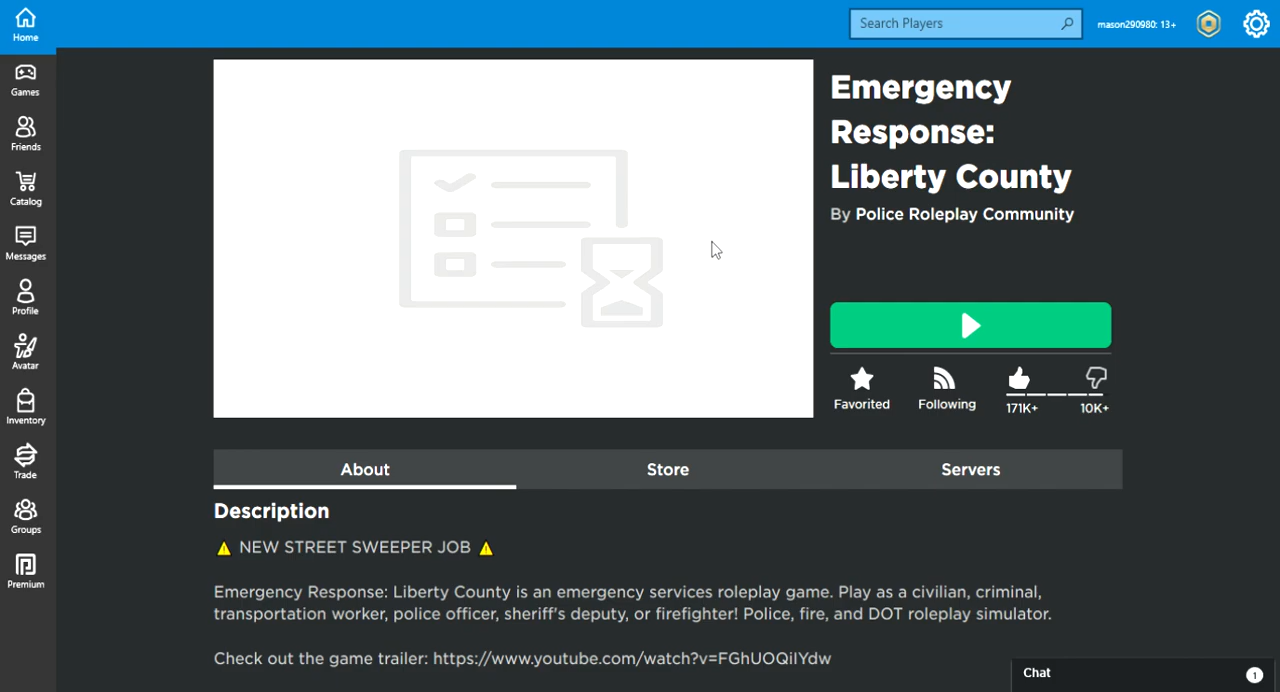 Home
Search Players
mason290980: 13+
Games
Friends
Catalog
Messages
Profile
Avatar
Inventory
Trade
Groups
Premium
Emergency
Response:
Liberty County
By Police Roleplay Community
Favorited
Following
171K+
10K+
About
Store
Servers
Description
⚠ NEW STREET SWEEPER JOB ⚠
Emergency Response: Liberty County is an emergency services roleplay game. Play as a civilian, criminal,
transportation worker, police officer, sheriff's deputy, or firefighter! Police, fire, and DOT roleplay simulator.
Check out the game trailer: https://www.youtube.com/watch?v=FGhUOQiIYdw
Chat
1